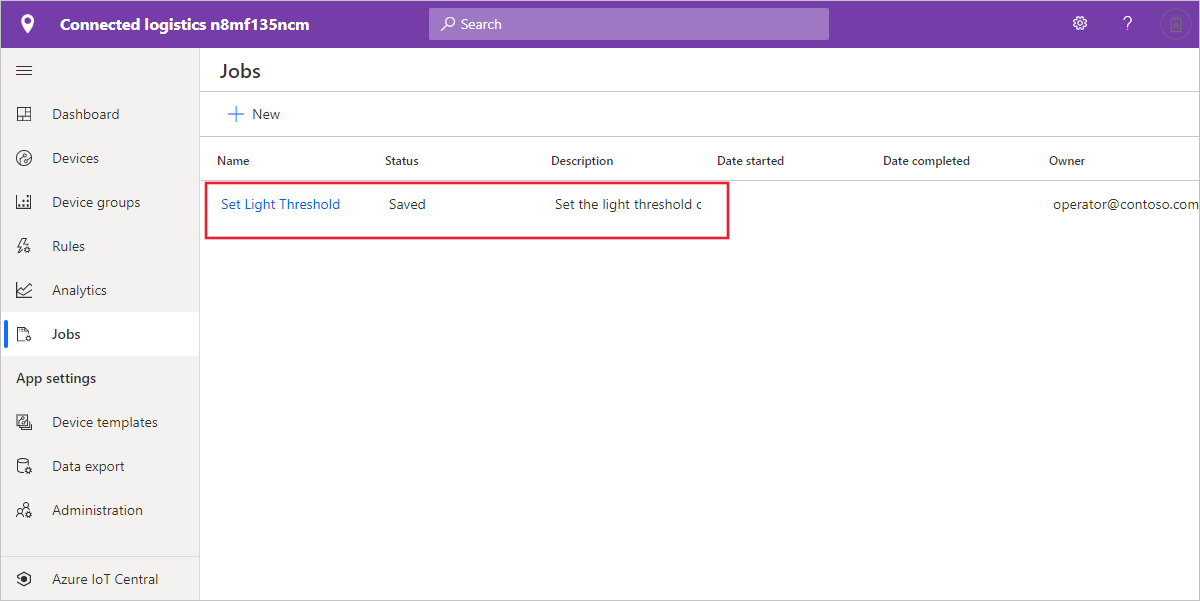 Connected logistics n8mf135ncm
Search
?
Jobs
New
Dashboard
Devices
Device groups
Rules
Analytics
Jobs
App settings
Device templates
Data export
Administration
Azure IoT Central
Name Status Description Date started Date completed Owner
Set Light Threshold Saved Set the light threshold operator@contoso.com